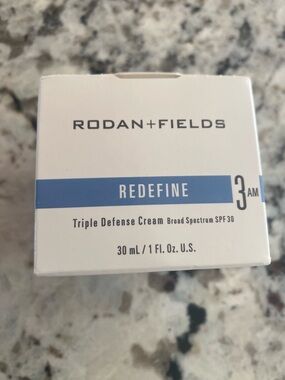 RODAN+FIELDS
REDEFINE 3 AM
Triple Defense Cream Broad Spectrum SPF 30
30 mL / 1 Fl. Oz. U.S.